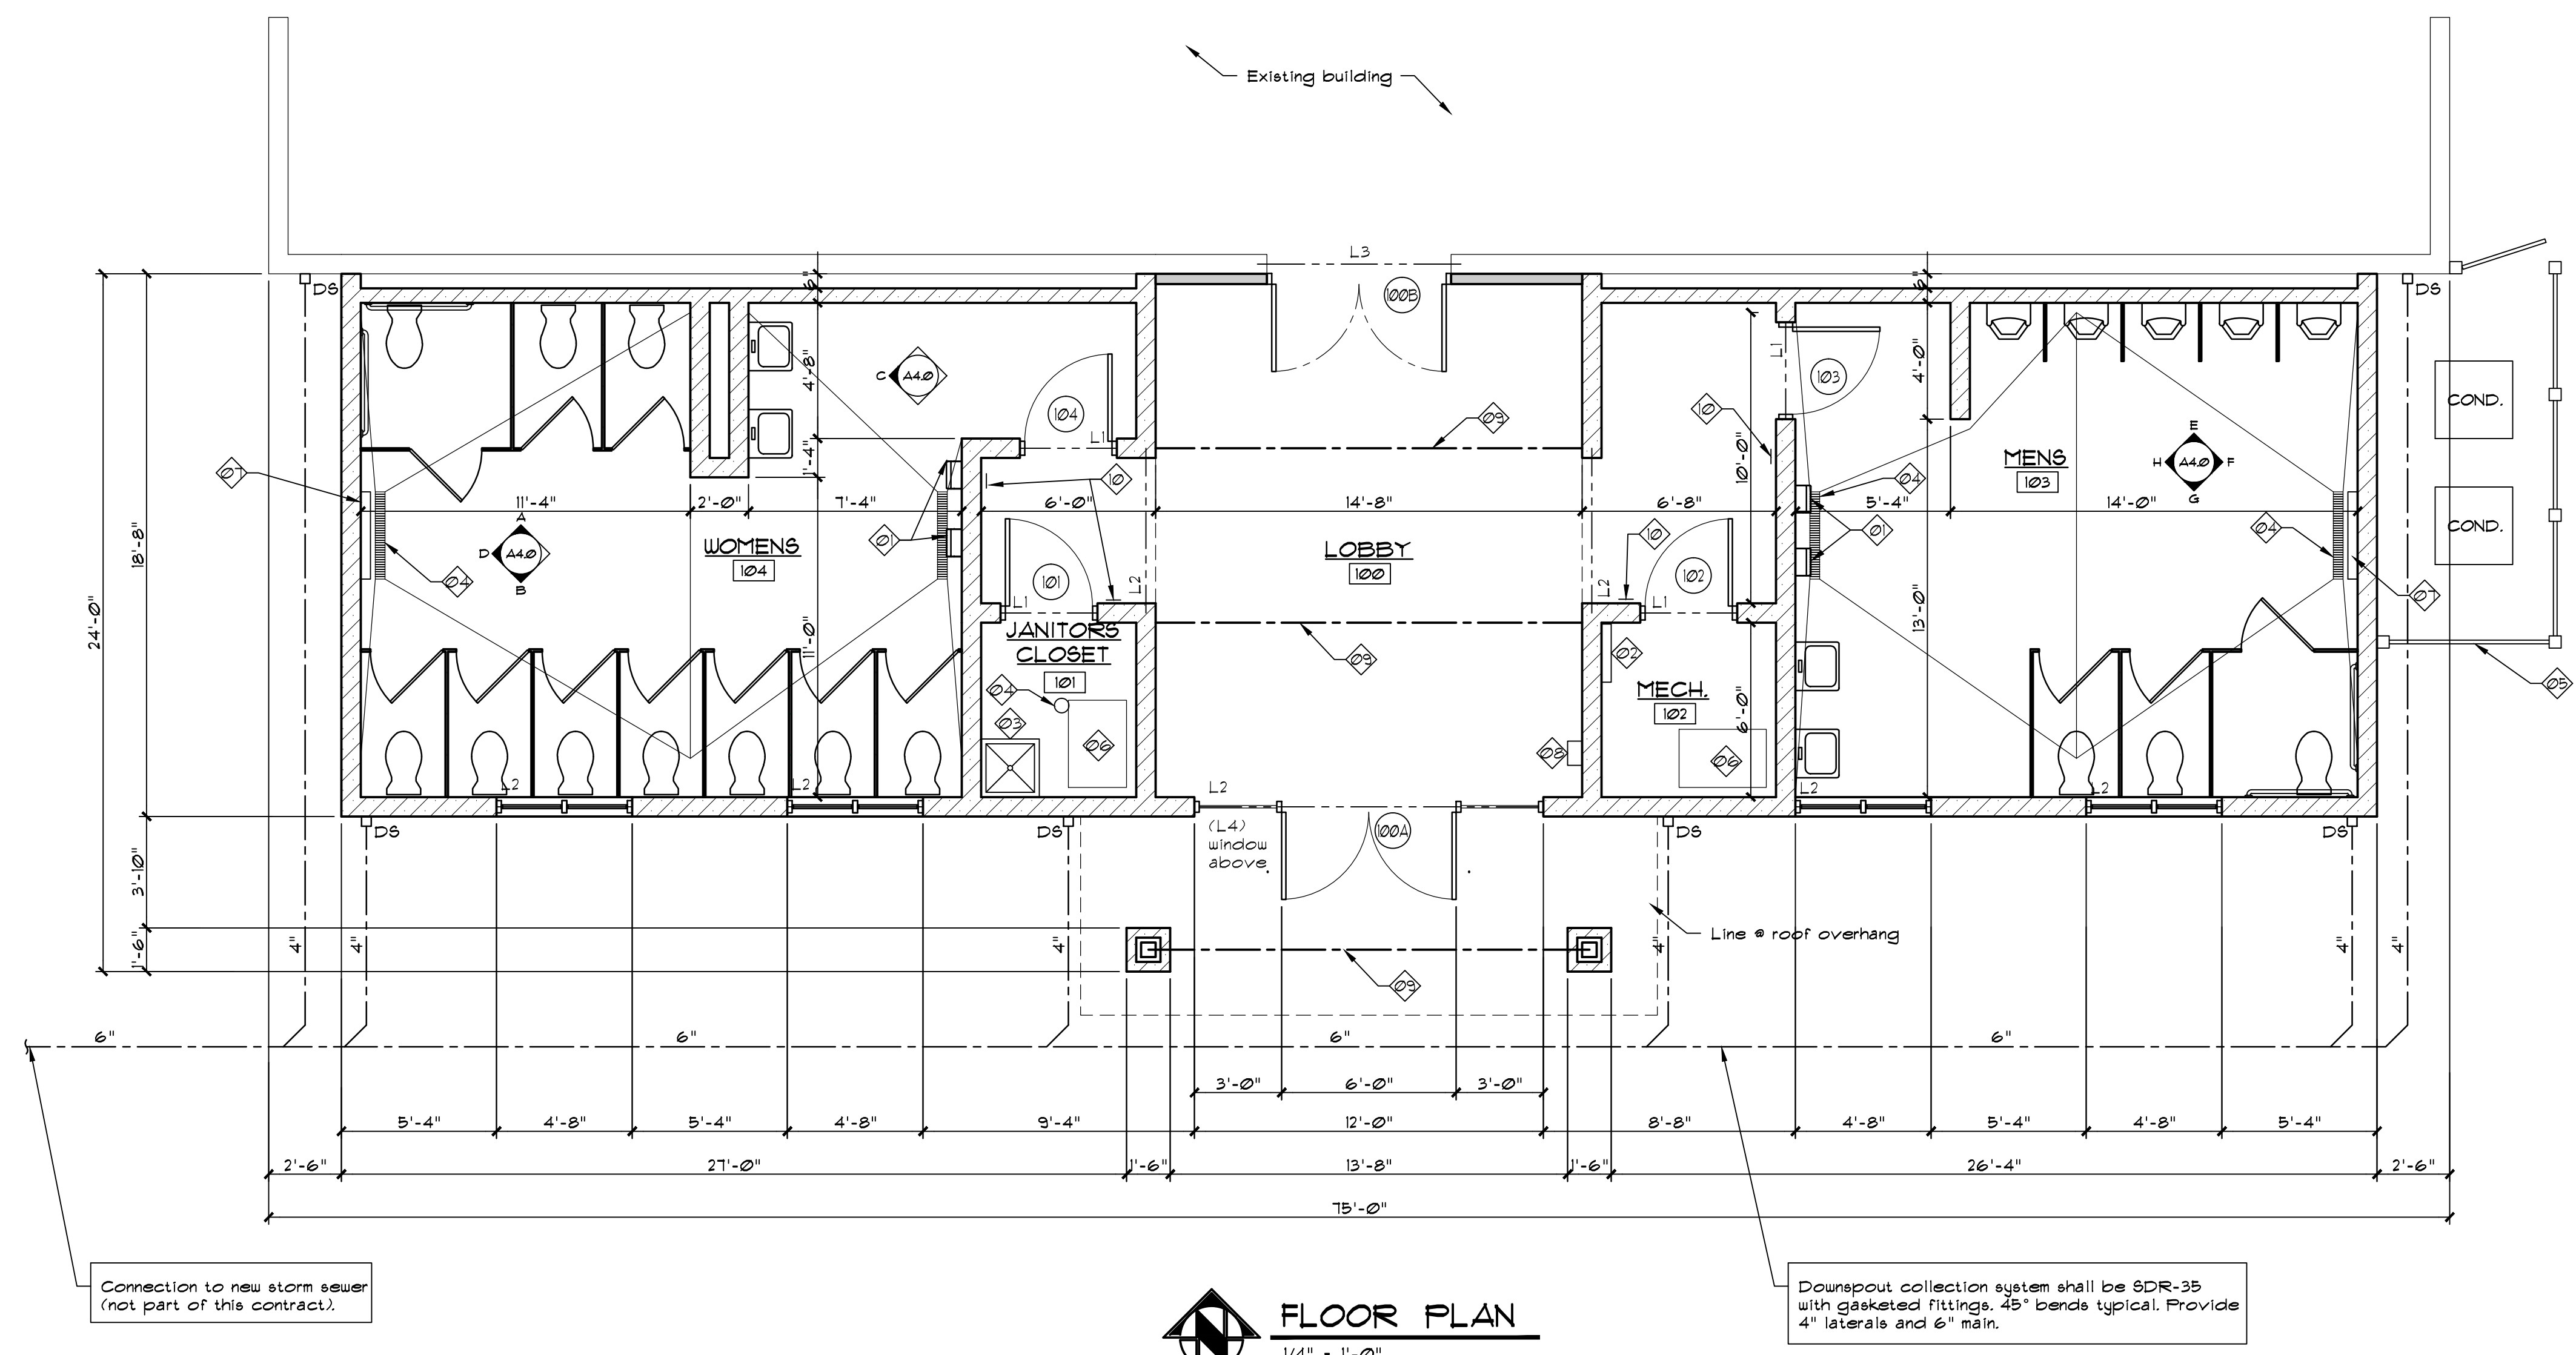 Existing building
L3
100B
DS
DS
6"
6"
C A4.0
104
L1
4'-8"
1'-4"
09
L1
103
10
4'-0"
10'-0"
COND.
COND.
MENS
103
E
H A4.0 F
G
07
04
10
04
01
04
07
11'-4"
2'-0"
7'-4"
6'-0"
14'-8"
6'-8"
5'-4"
14'-0"
A
D A4.0
B
04
WOMENS
104
01
LOBBY
100
10
101
L2
L1
L2
102
L1
18'-8"
24'-0"
11'-0"
13'-0"
JANITORS
CLOSET
101
04
03
06
09
02
MECH.
102
6'-0"
06
08
05
L2
L2
L2
L2
L2
DS
DS
DS
DS
(L4)
window
above
100A
3'-10"
1'-6"
4"
4"
4"
4"
4"
4"
Line @ roof overhang
09
6"
6"
6"
6"
3'-0"
6'-0"
3'-0"
5'-4"
4'-8"
5'-4"
4'-8"
9'-4"
12'-0"
8'-8"
4'-8"
5'-4"
4'-8"
5'-4"
2'-6"
27'-0"
1'-6"
13'-8"
1'-6"
26'-4"
2'-6"
75'-0"
Connection to new storm sewer
(not part of this contract).
Downspout collection system shall be SDR-35
with gasketed fittings. 45° bends typical. Provide
4" laterals and 6" main.
N
FLOOR PLAN
1/4" = 1'-0"